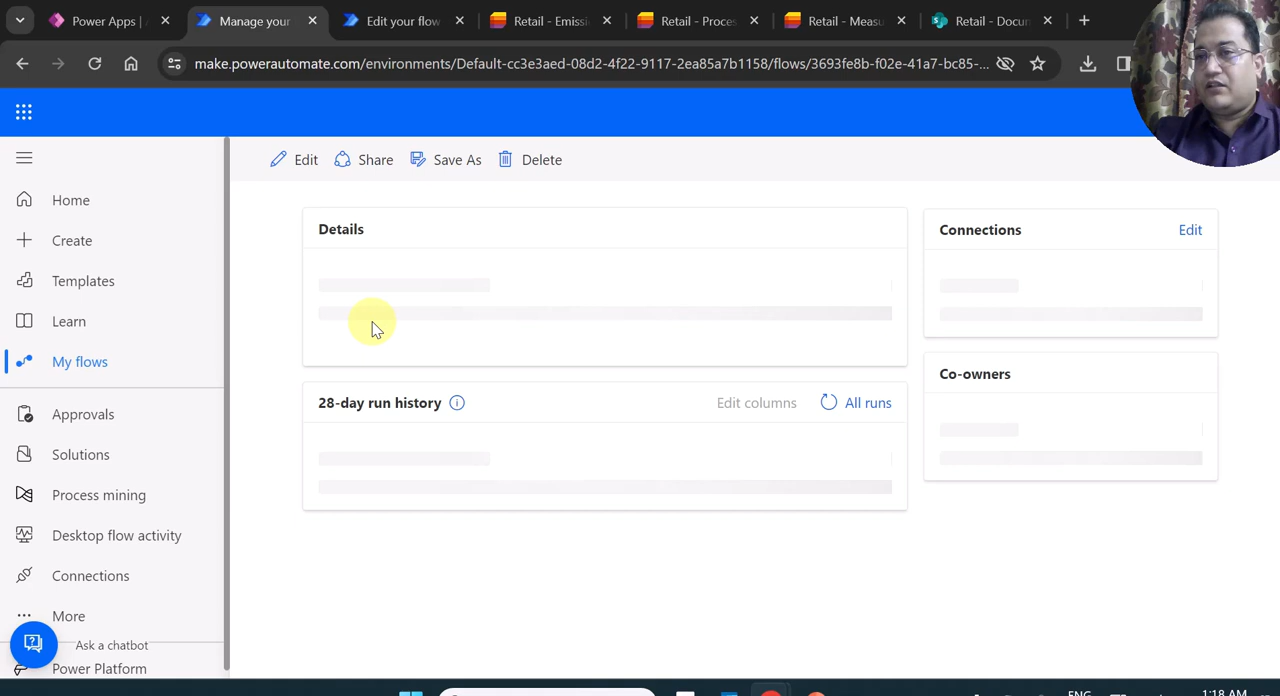 Power Apps |
Manage your
Edit your flow
Retail - Emissi
Retail - Proces
Retail - Measu
Retail - Docun
make.powerautomate.com/environments/Default-cc3e3aed-08d2-4f22-9117-2ea85a7b1158/flows/3693fe8b-f02e-41a7-bc85-...
Edit
Share
Save As
Delete
Home
Create
Templates
Learn
My flows
Approvals
Solutions
Process mining
Desktop flow activity
Connections
More
Ask a chatbot
Power Platform
Details
Connections
Edit
28-day run history
Edit columns
All runs
Co-owners
ENG
1:18 AM